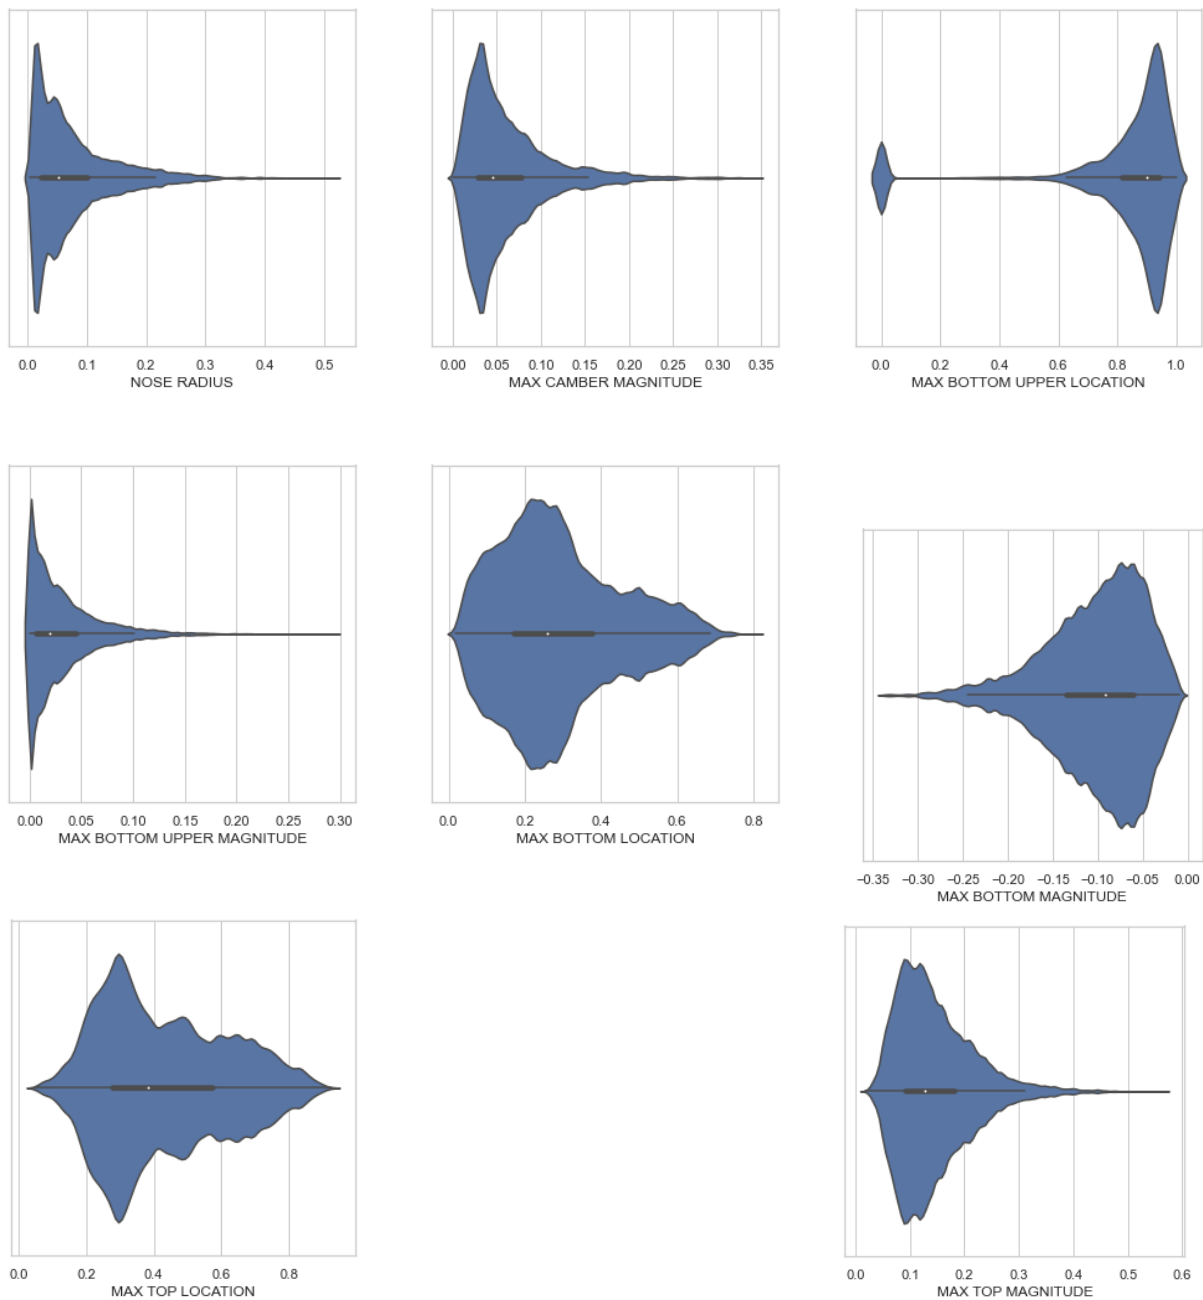 0.0 0.1 0.2 0.3 0.4 0.5
NOSE RADIUS
0.00 0.05 0.10 0.15 0.20 0.25 0.30 0.35
MAX CAMBER MAGNITUDE
0.0 0.2 0.4 0.6 0.8 1.0
MAX BOTTOM UPPER LOCATION
0.00 0.05 0.10 0.15 0.20 0.25 0.30
MAX BOTTOM UPPER MAGNITUDE
0.0 0.2 0.4 0.6 0.8
MAX BOTTOM LOCATION
−0.35 −0.30 −0.25 −0.20 −0.15 −0.10 −0.05 0.00
MAX BOTTOM MAGNITUDE
0.0 0.2 0.4 0.6 0.8
MAX TOP LOCATION
0.0 0.1 0.2 0.3 0.4 0.5 0.6
MAX TOP MAGNITUDE